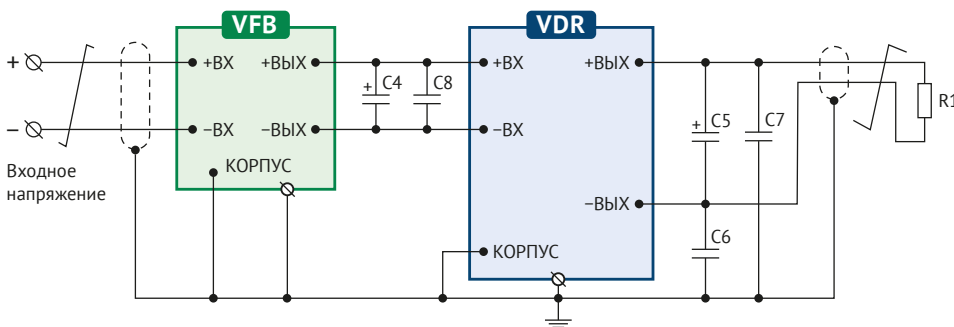 VFB
VDR
+
+ВХ
+ВЫХ
+ C4
C8
+ВХ
+ВЫХ
R1
−
−ВХ
−ВЫХ
−ВХ
+ C5
C7
Входное
напряжение
КОРПУС
−ВЫХ
C6
КОРПУС